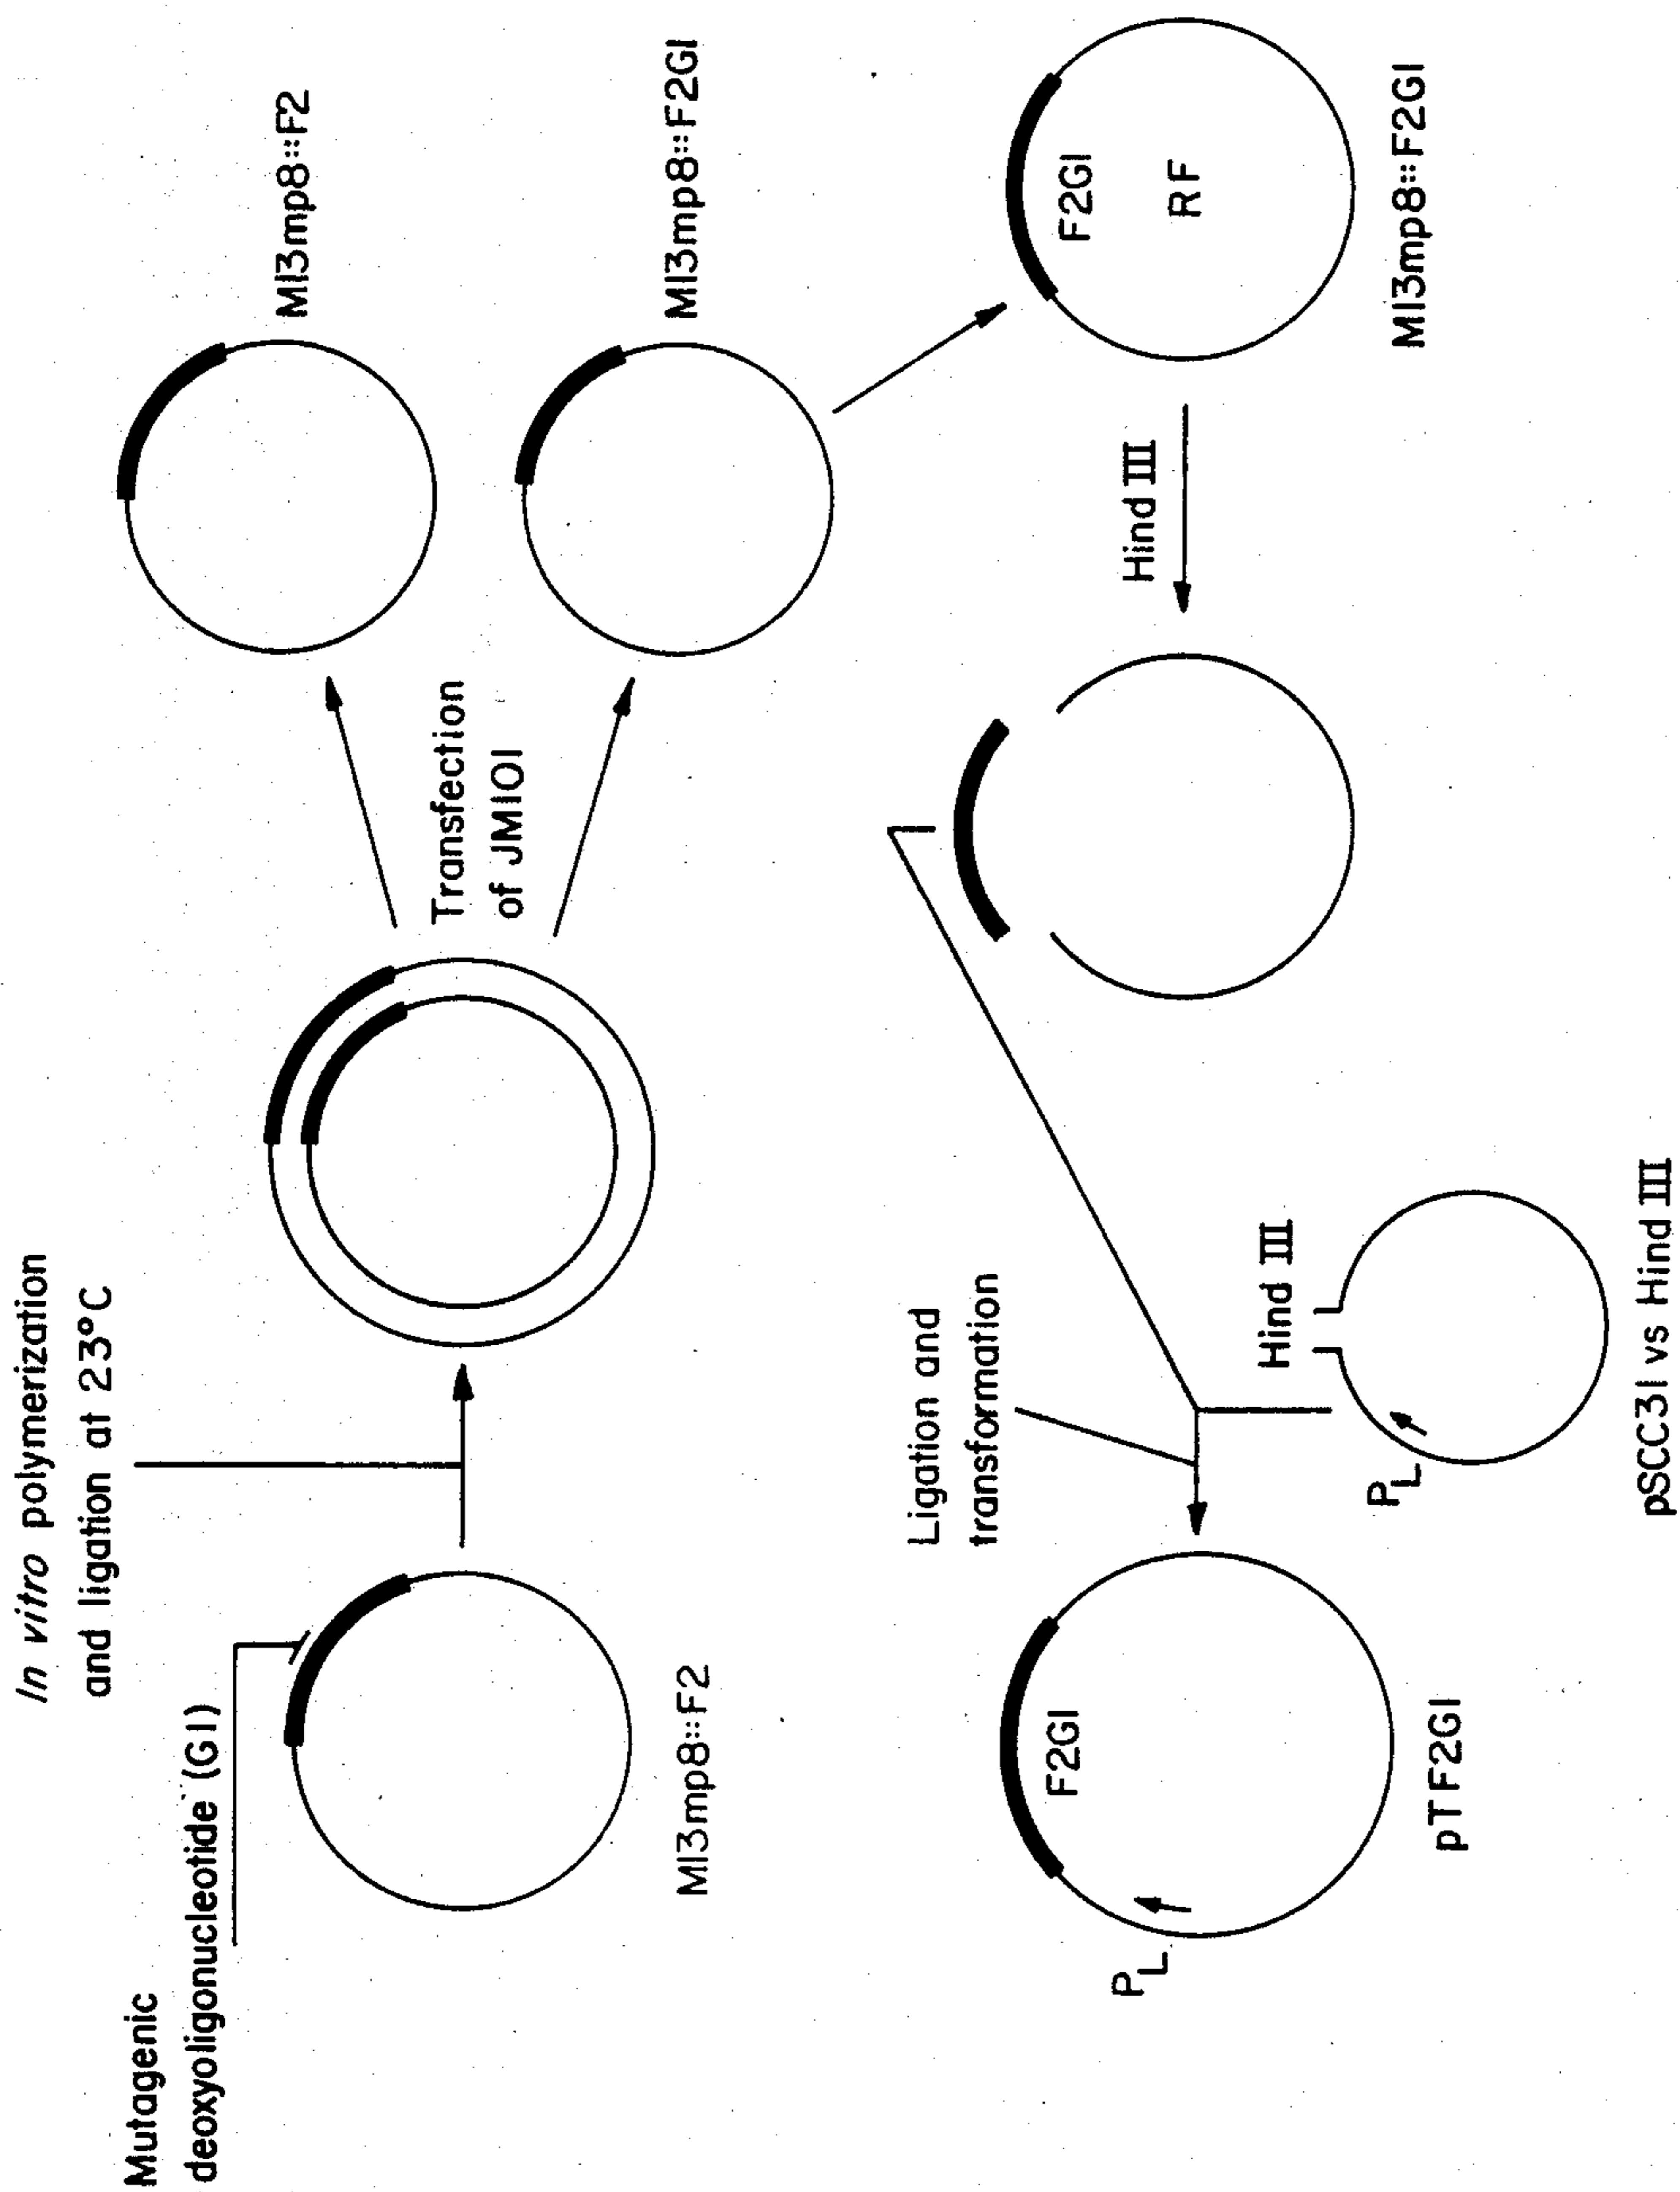 In vitro polymerization
and ligation at 23°C
Mutagenic
deoxyoligonucleotide (G1)
M13mp8::F2
Transfection
of JM101
M13mp8::F2
M13mp8::F2G1
F2G1
RF
M13mp8::F2G1
Hind III
Ligation and
transformation
Hind III
PL
pSCC31 vs Hind III
F2G1
PL
pTF2G1